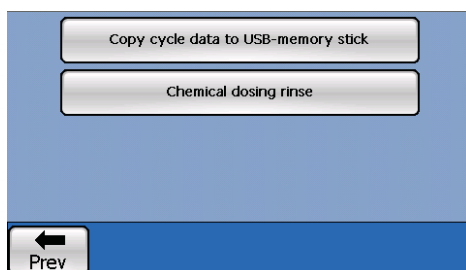 Copy cycle data to USB-memory stick
Chemical dosing rinse
Prev